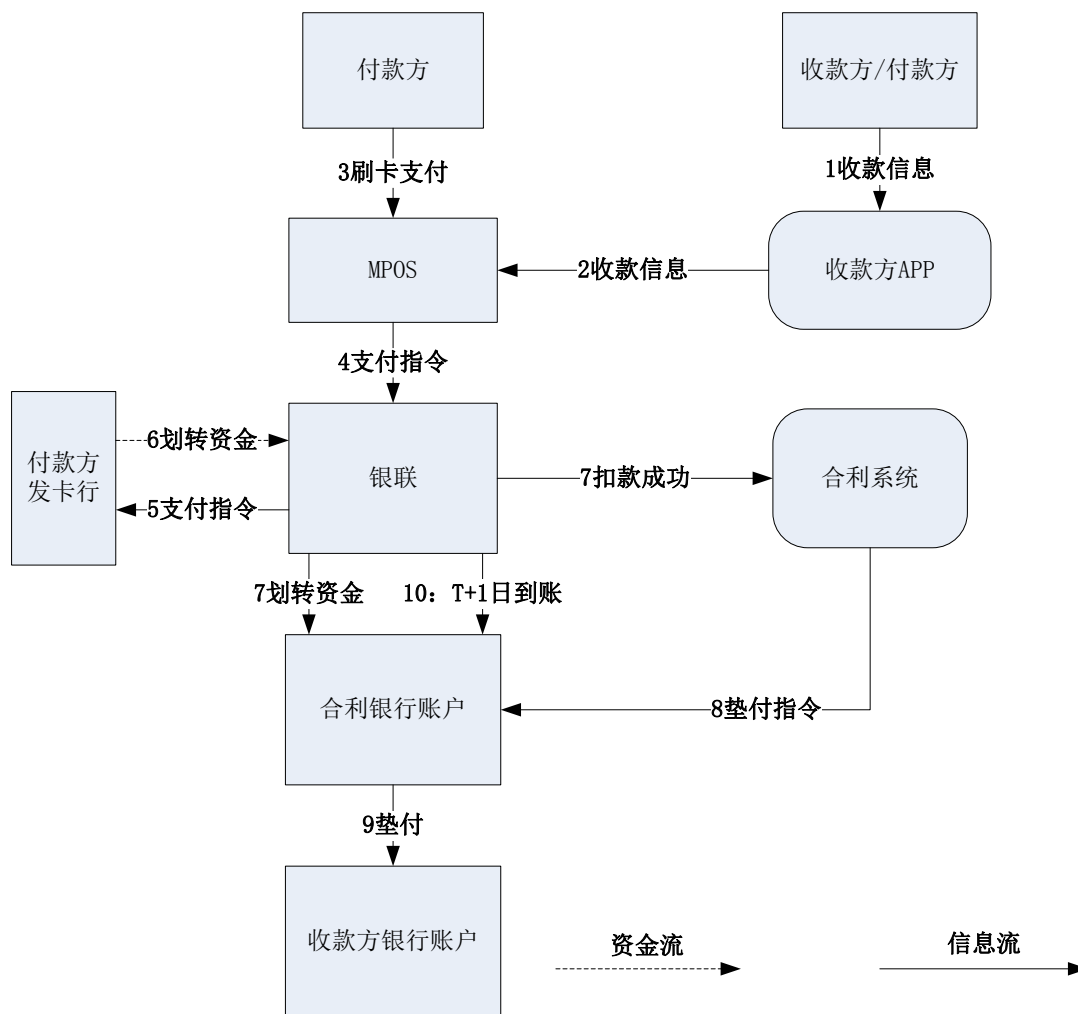 付款方
收款方/付款方
3刷卡支付
1收款信息
MPOS
2收款信息
收款方APP
4支付指令
付款方
发卡行
6划转资金
5支付指令
银联
7扣款成功
合利系统
7划转资金
10：T+1日到账
合利银行账户
8垫付指令
9垫付
收款方银行账户
资金流
信息流